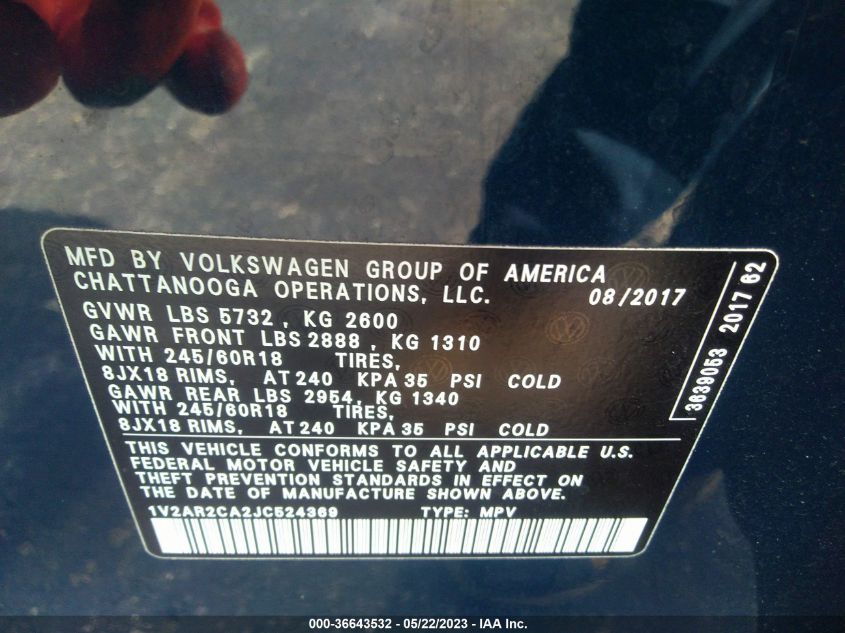 MFD BY VOLKSWAGEN GROUP OF AMERICA
CHATTANOOGA OPERATIONS, LLC. 08/2017
GVWR LBS 5732 , KG 2600
GAWR FRONT LBS 2888 , KG 1310
WITH 245/60R18 TIRES,
8JX18 RIMS, AT 240 KPA 35 PSI COLD
GAWR REAR LBS 2954, KG 1340
WITH 245/60R18 TIRES,
8JX18 RIMS, AT 240 KPA 35 PSI COLD
THIS VEHICLE CONFORMS TO ALL APPLICABLE U.S.
FEDERAL MOTOR VEHICLE SAFETY AND
THEFT PREVENTION STANDARDS IN EFFECT ON
THE DATE OF MANUFACTURE SHOWN ABOVE.
1V2AR2CA2JC524369 TYPE: MPV
3639053 2017 62
000-36643532 - 05/22/2023 - IAA Inc.